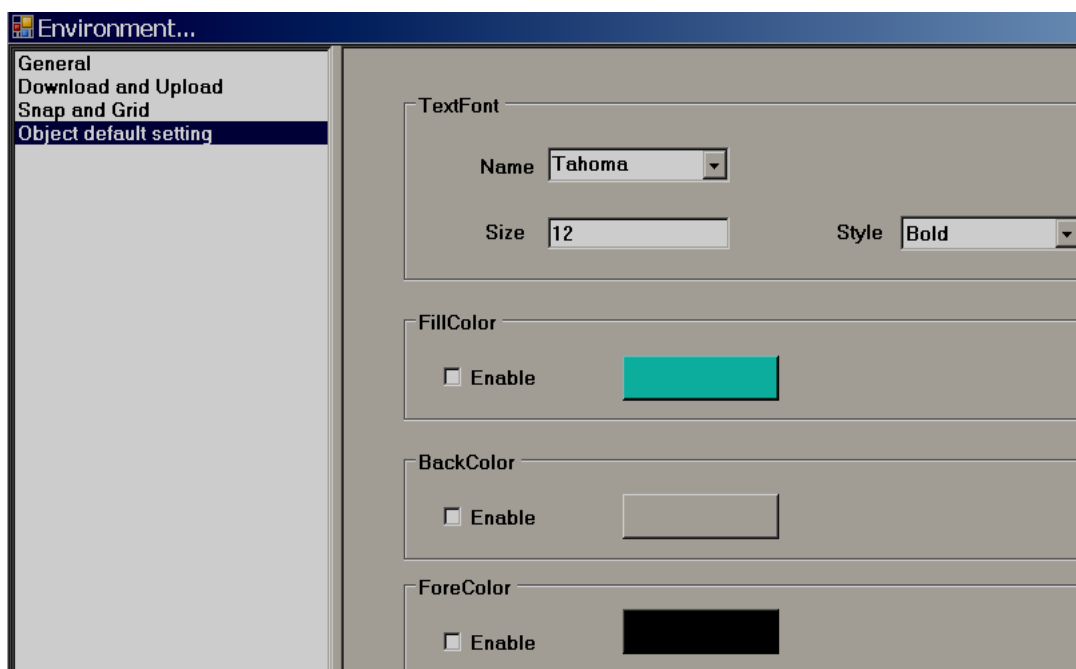 Environment...
General
Download and Upload
Snap and Grid
Object default setting
TextFont
Name Tahoma
Size 12 Style Bold
FillColor
Enable
BackColor
Enable
ForeColor
Enable